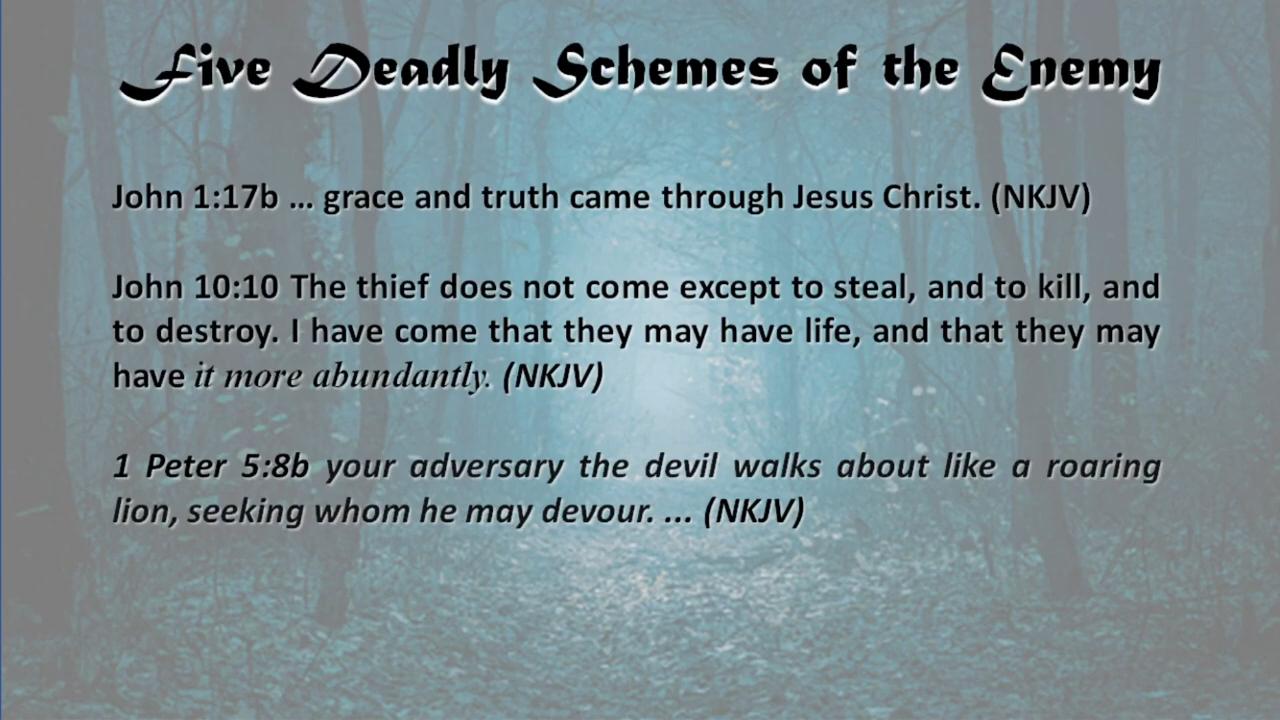 Five Deadly Schemes of the Enemy
John 1:17b ... grace and truth came through Jesus Christ. (NKJV)
John 10:10 The thief does not come except to steal, and to kill, and
to destroy. I have come that they may have life, and that they may
have it more abundantly. (NKJV)
1 Peter 5:8b your adversary the devil walks about like a roaring
lion, seeking whom he may devour. ... (NKJV)